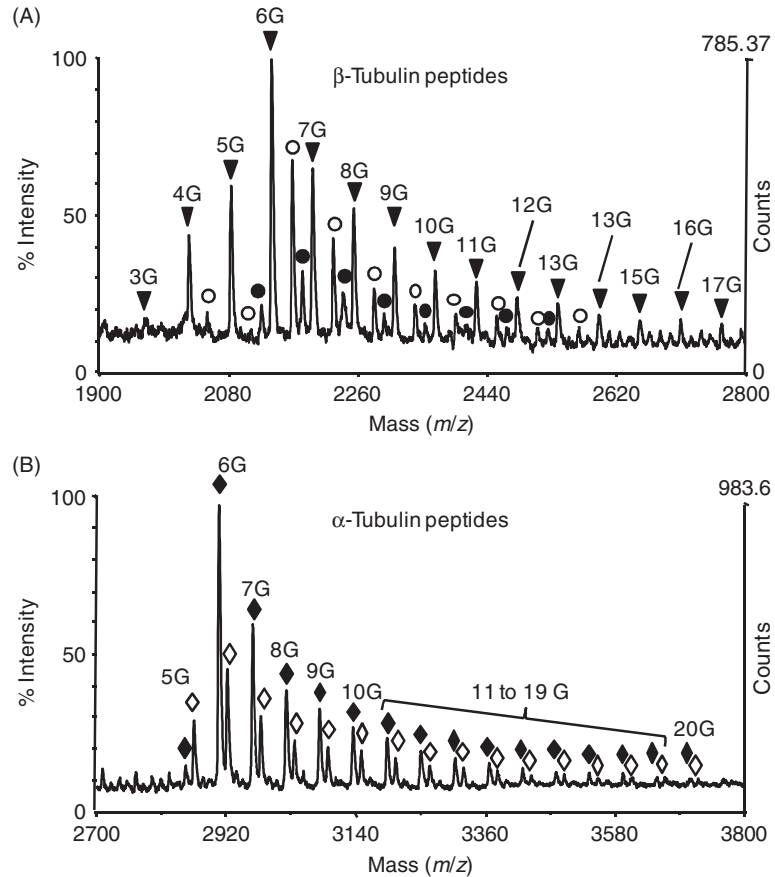 (A)
6G
785.37
100
β-Tubulin peptides
7G
5G
8G
4G
9G
12G
13G
10G
16G
50
11G
3G
13G
15G
17G
% Intensity
Counts
0
0
1900
2080
2260
2440
2620
2800
Mass (m/z)
(B)
6G
983.6
100
α-Tubulin peptides
7G
50
8G
5G
9G
10G
11 to 19 G
20G
% Intensity
Counts
0
2700
2920
3140
3360
3580
3800
Mass (m/z)